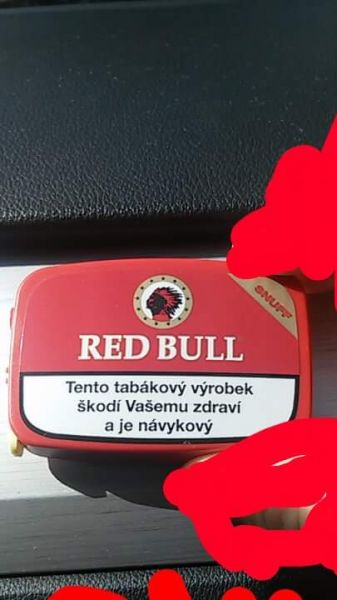 SNUFF
RED BULL
Tento tabákový výrobek
škodí Vašemu zdraví
a je návykový